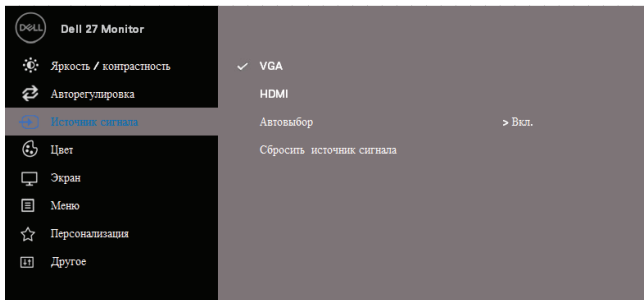 DELL Dell 27 Monitor
Яркость / контрастность ✓ VGA
Авторегулировка HDMI
Источник сигнала Автовыбор > Вкл.
Цвет Сбросить источник сигнала
Экран
Меню
Персонализация
Другое